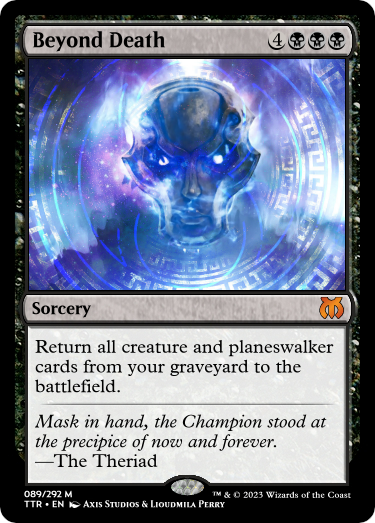 Beyond Death 4
Sorcery
Return all creature and planeswalker
cards from your graveyard to the
battlefield.
Mask in hand, the Champion stood at
the precipice of now and forever.
—The Theriad
089/292 M
TTR • EN Axis Studios & Lioudmila Perry
™ & © 2023 Wizards of the Coast